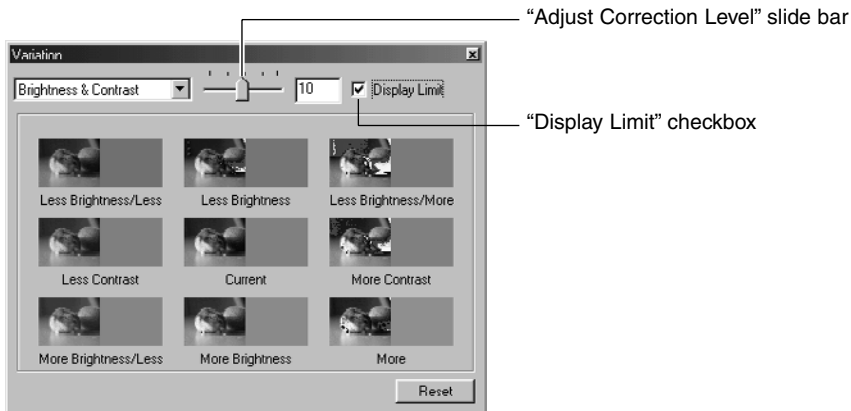 “Adjust Correction Level” slide bar
Variation
Brightness & Contrast
10
Display Limit
“Display Limit” checkbox
Less Brightness/Less
Less Brightness
Less Brightness/More
Less Contrast
Current
More Contrast
More Brightness/Less
More Brightness
More
Reset